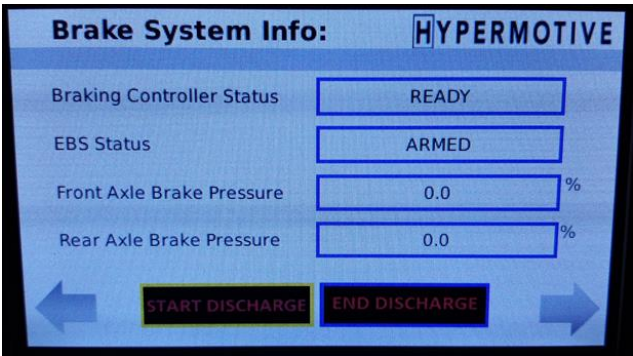 Brake System Info: HYPERMOTIVE
Braking Controller Status READY
EBS Status ARMED
Front Axle Brake Pressure 0.0 %
Rear Axle Brake Pressure 0.0 %
START DISCHARGE END DISCHARGE